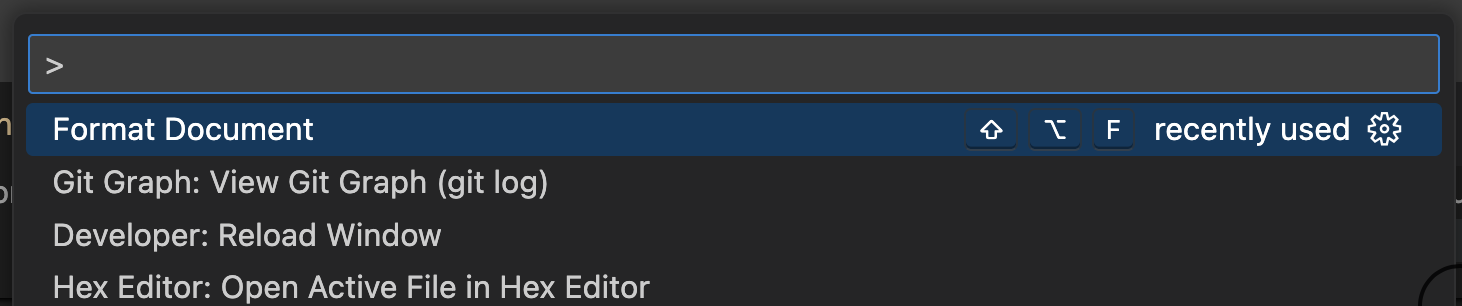 >
Format Document ⇧ ⌥ F recently used
Git Graph: View Git Graph (git log)
Developer: Reload Window
Hex Editor: Open Active File in Hex Editor